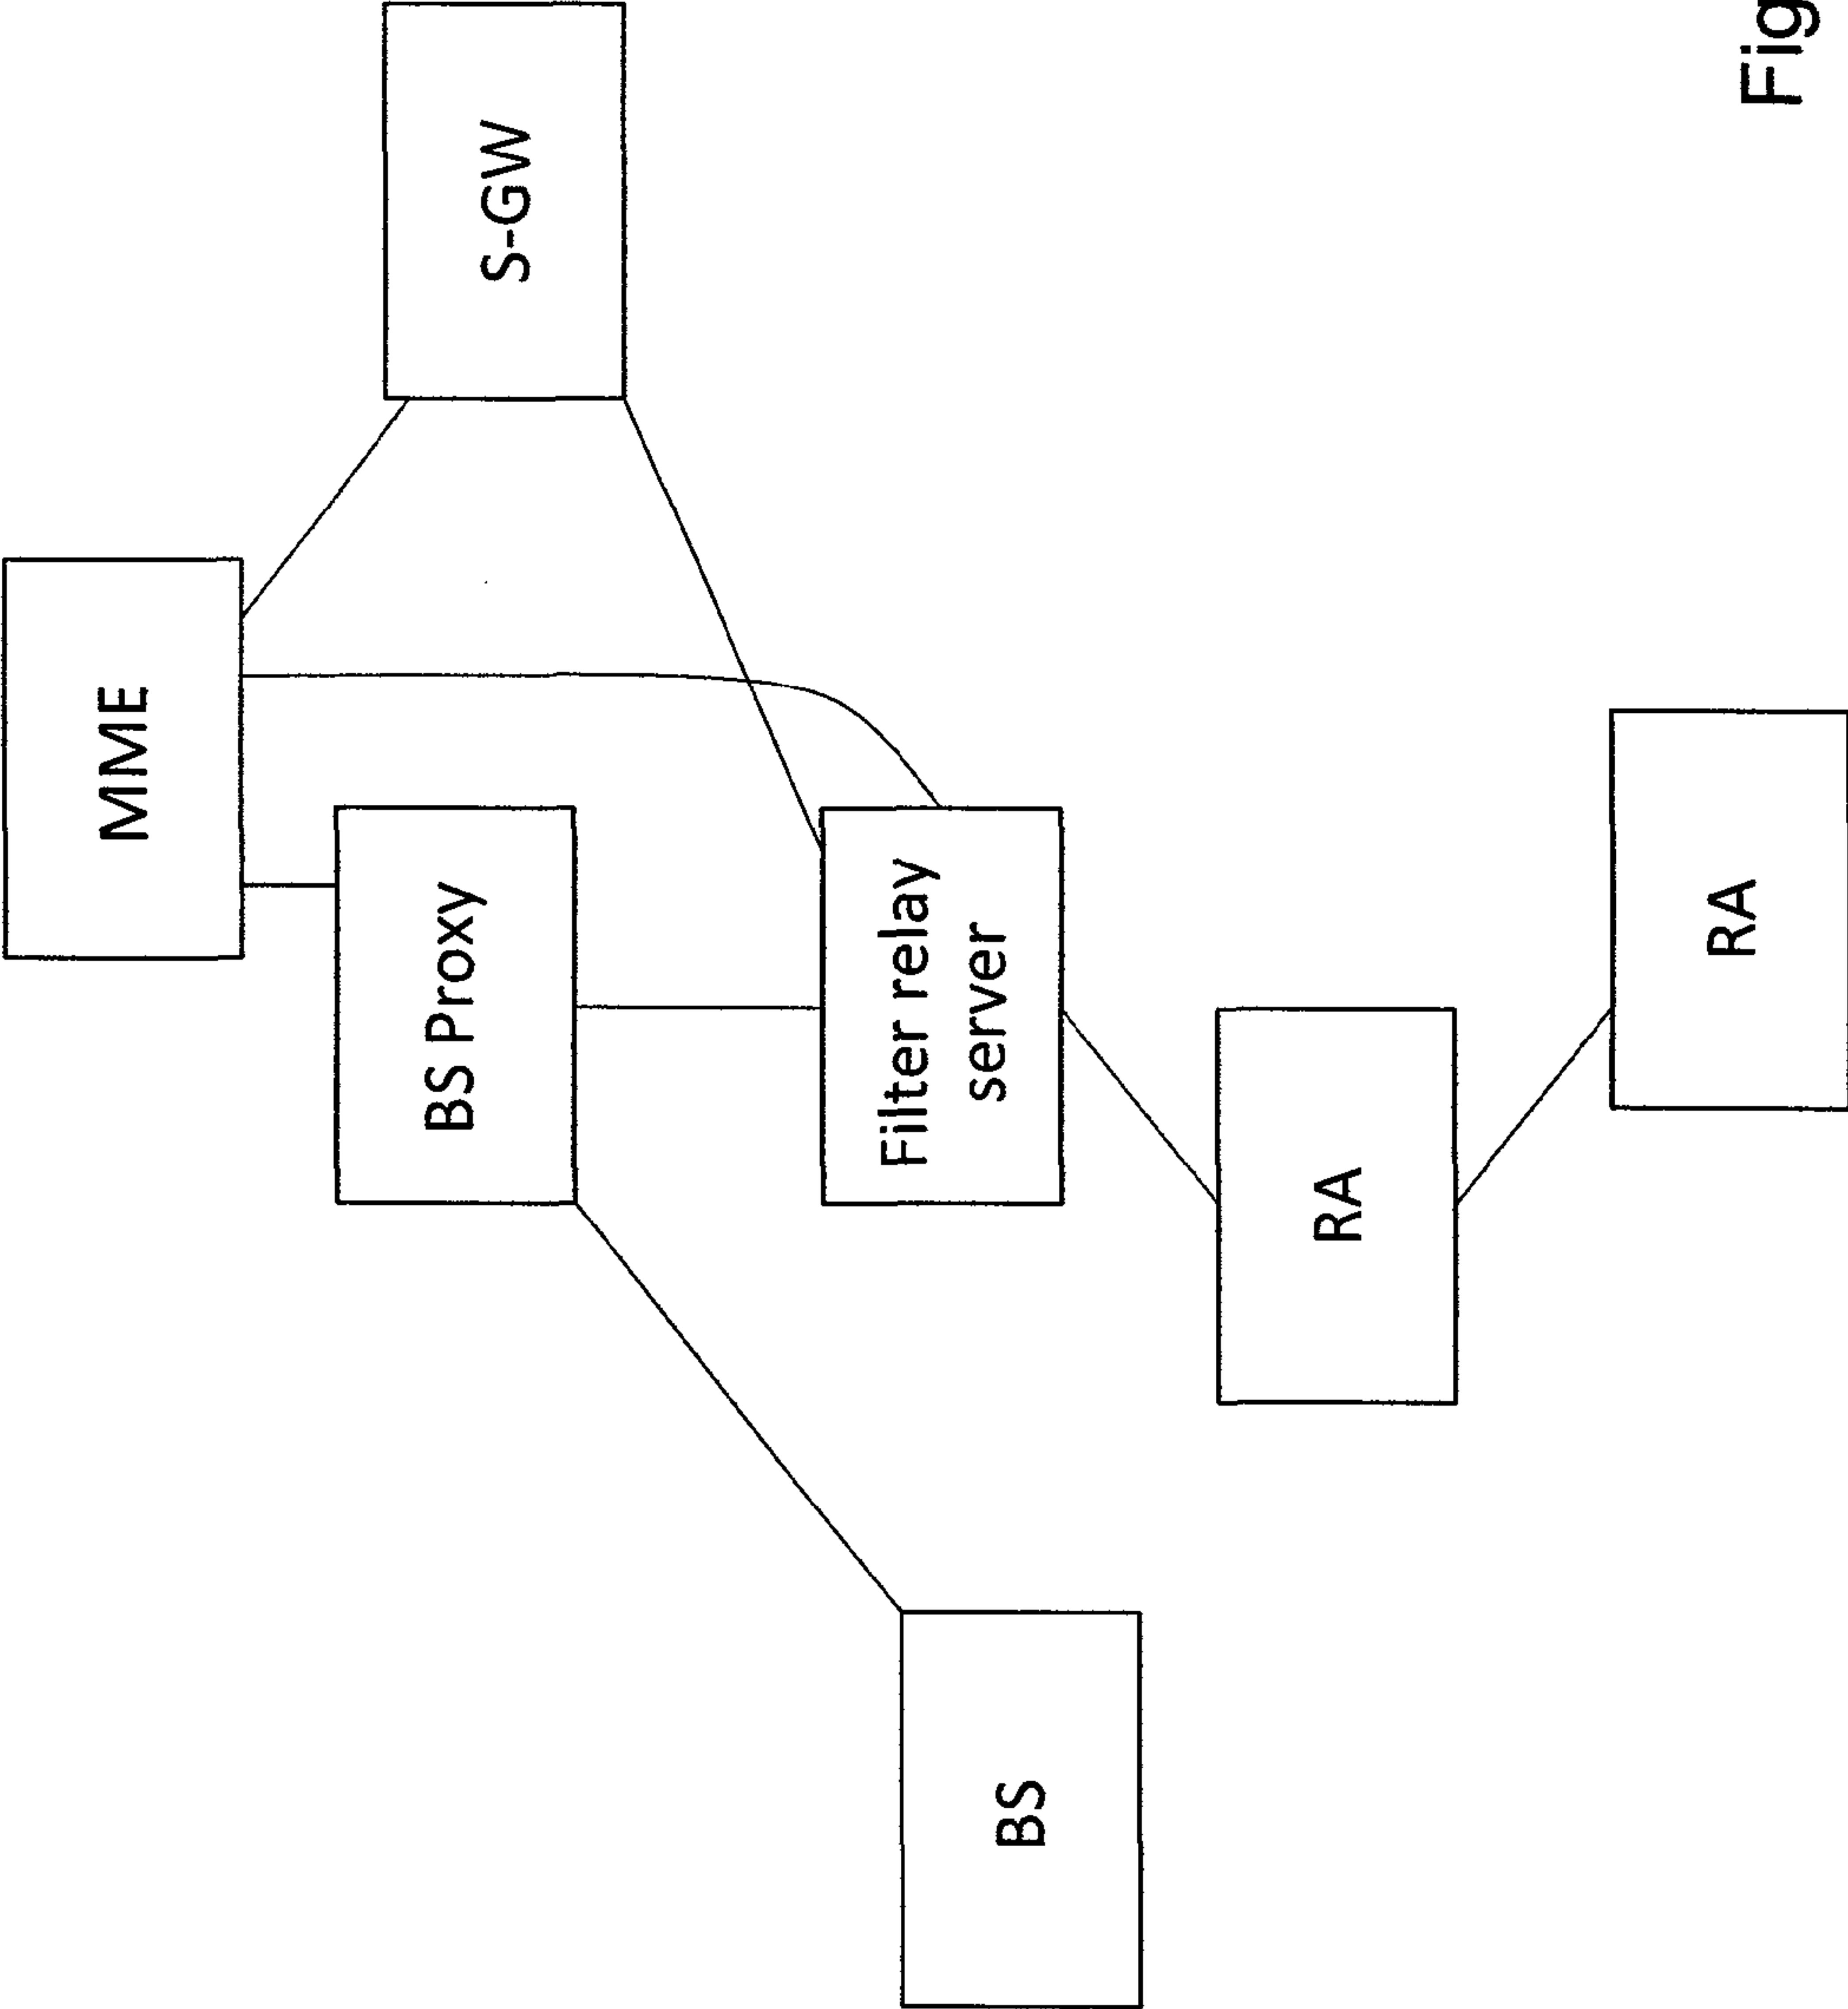 MME
S-GW
BS Proxy
Filter relay
server
BS
RA
RA
Fig